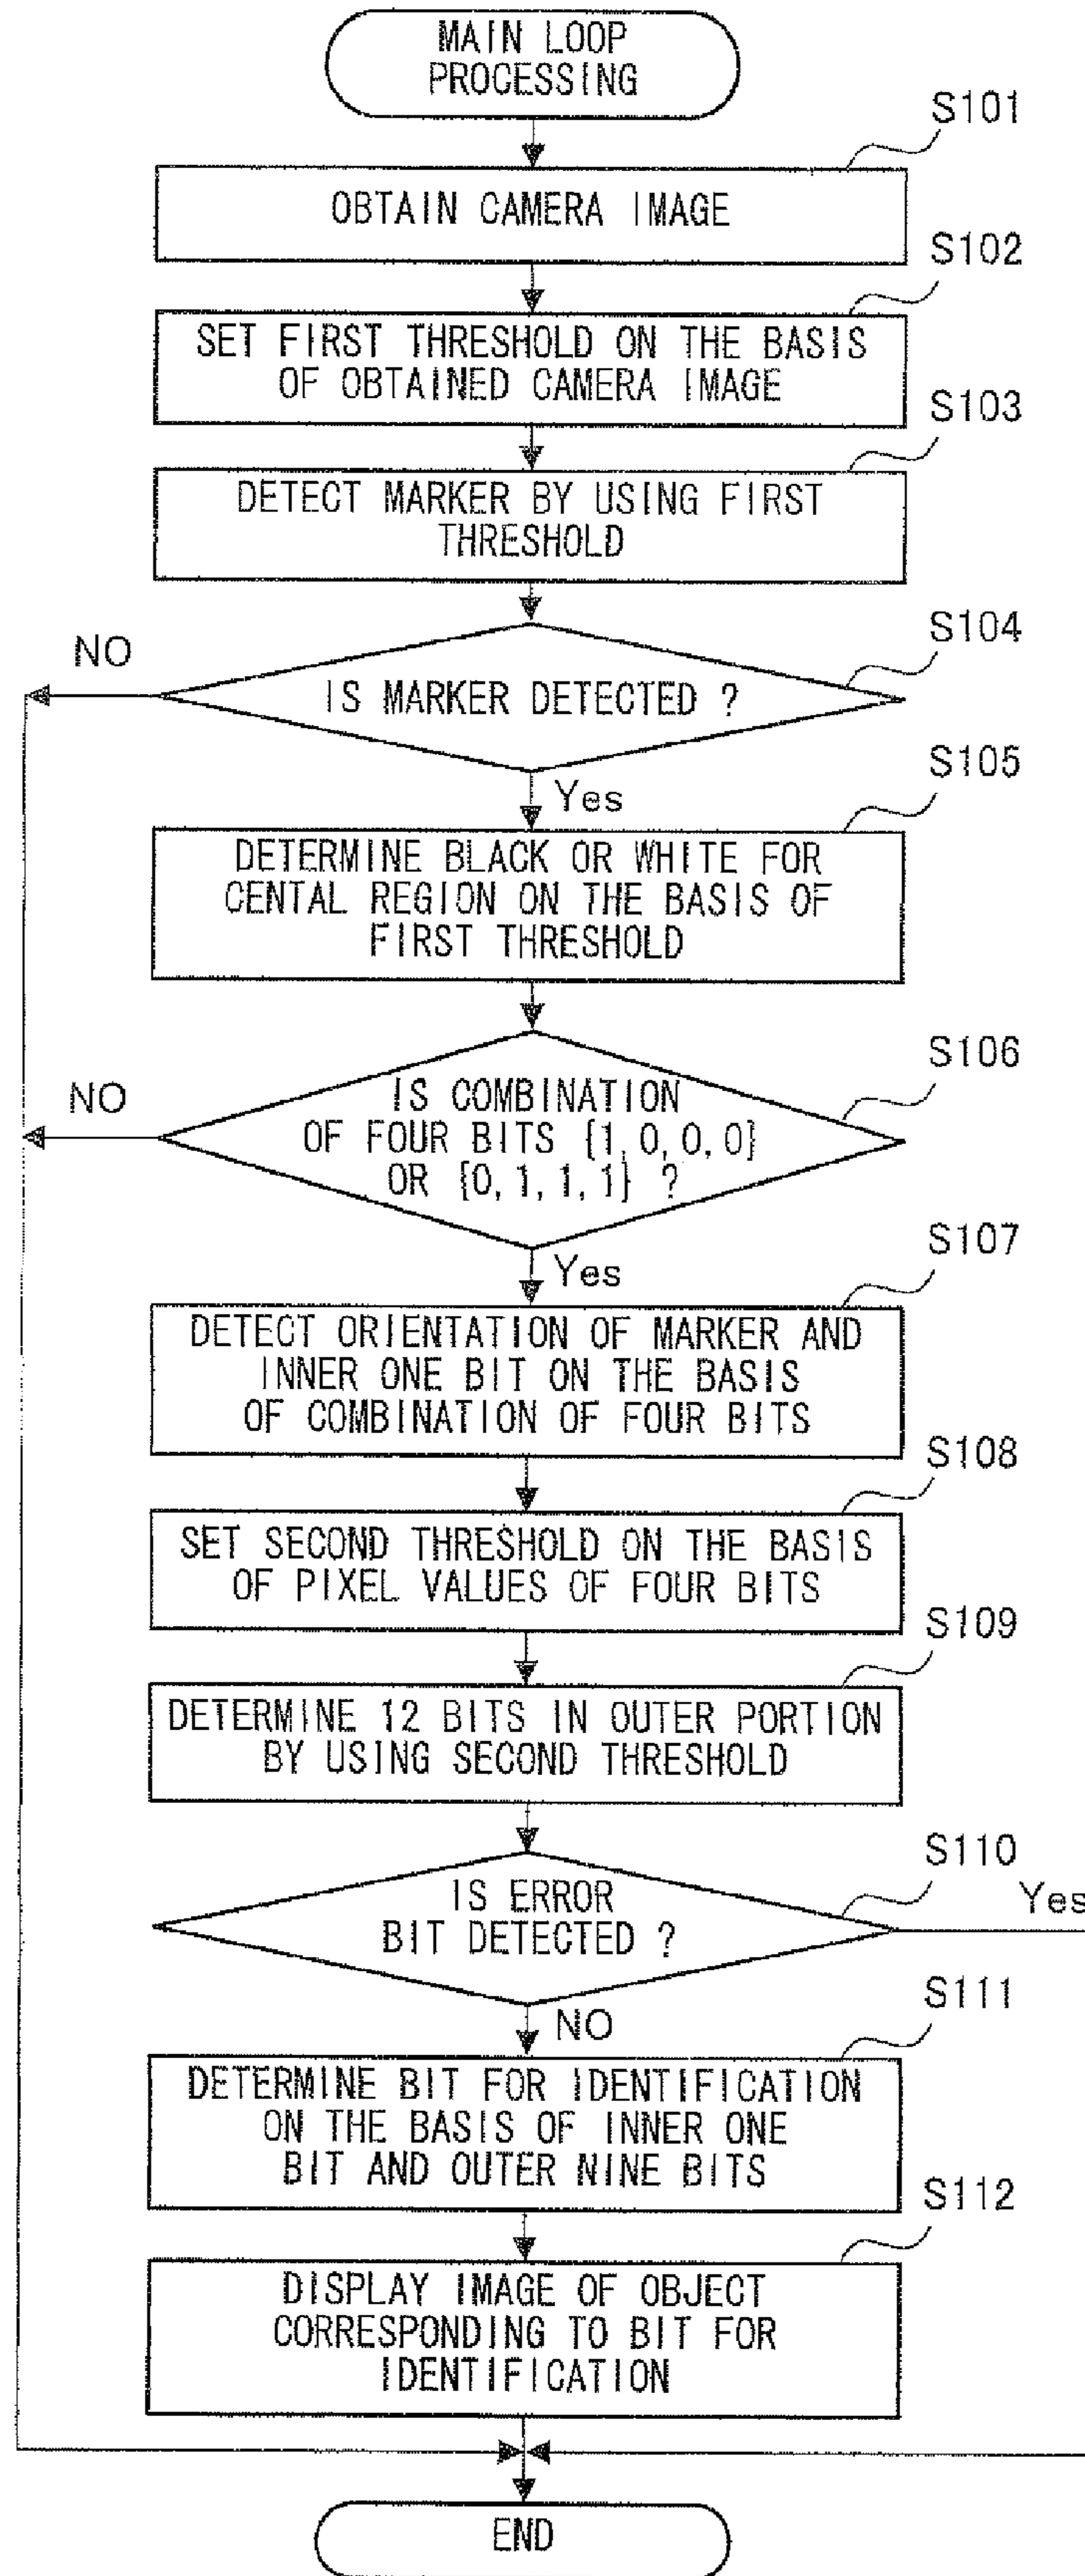 MAIN LOOP
PROCESSING
S101
OBTAIN CAMERA IMAGE
S102
SET FIRST THRESHOLD ON THE BASIS
OF OBTAINED CAMERA IMAGE
S103
DETECT MARKER BY USING FIRST
THRESHOLD
S104
NO
IS MARKER DETECTED ?
Yes
S105
DETERMINE BLACK OR WHITE FOR
CENTAL REGION ON THE BASIS OF
FIRST THRESHOLD
S106
NO
IS COMBINATION
OF FOUR BITS {1, 0, 0, 0}
OR {0, 1, 1, 1} ?
Yes
S107
DETECT ORIENTATION OF MARKER AND
INNER ONE BIT ON THE BASIS
OF COMBINATION OF FOUR BITS
S108
SET SECOND THRESHOLD ON THE BASIS
OF PIXEL VALUES OF FOUR BITS
S109
DETERMINE 12 BITS IN OUTER PORTION
BY USING SECOND THRESHOLD
S110
IS ERROR
BIT DETECTED ?
Yes
NO
S111
DETERMINE BIT FOR IDENTIFICATION
ON THE BASIS OF INNER ONE
BIT AND OUTER NINE BITS
S112
DISPLAY IMAGE OF OBJECT
CORRESPONDING TO BIT FOR
IDENTIFICATION
END